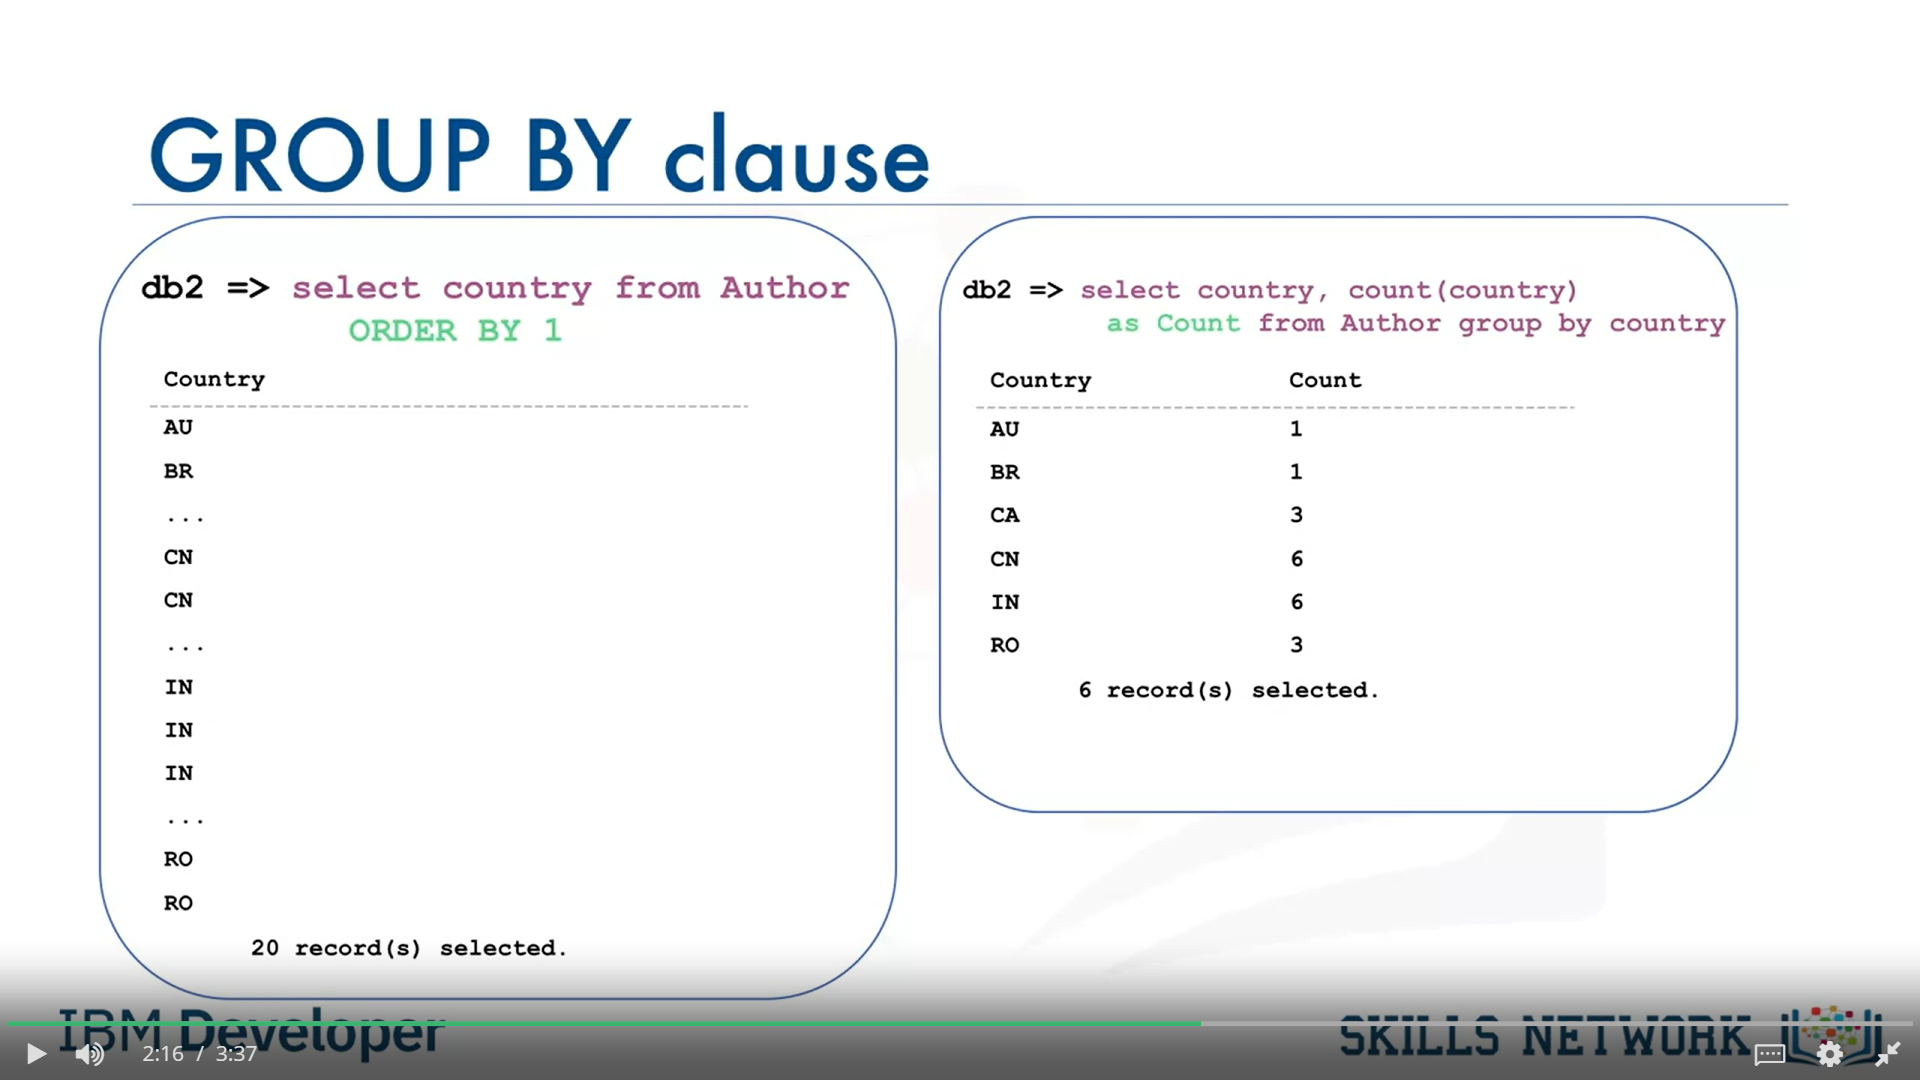 GROUP BY clause
db2 => select country from Author
ORDER BY 1
Country
AU
BR
...
CN
CN
...
IN
IN
IN
...
RO
RO
20 record(s) selected.
db2 => select country, count(country)
as Count from Author group by country
Country Count
AU 1
BR 1
CA 3
CN 6
IN 6
RO 3
6 record(s) selected.
IBM Developer
SKILLS NETWORK
2:16 / 3:37